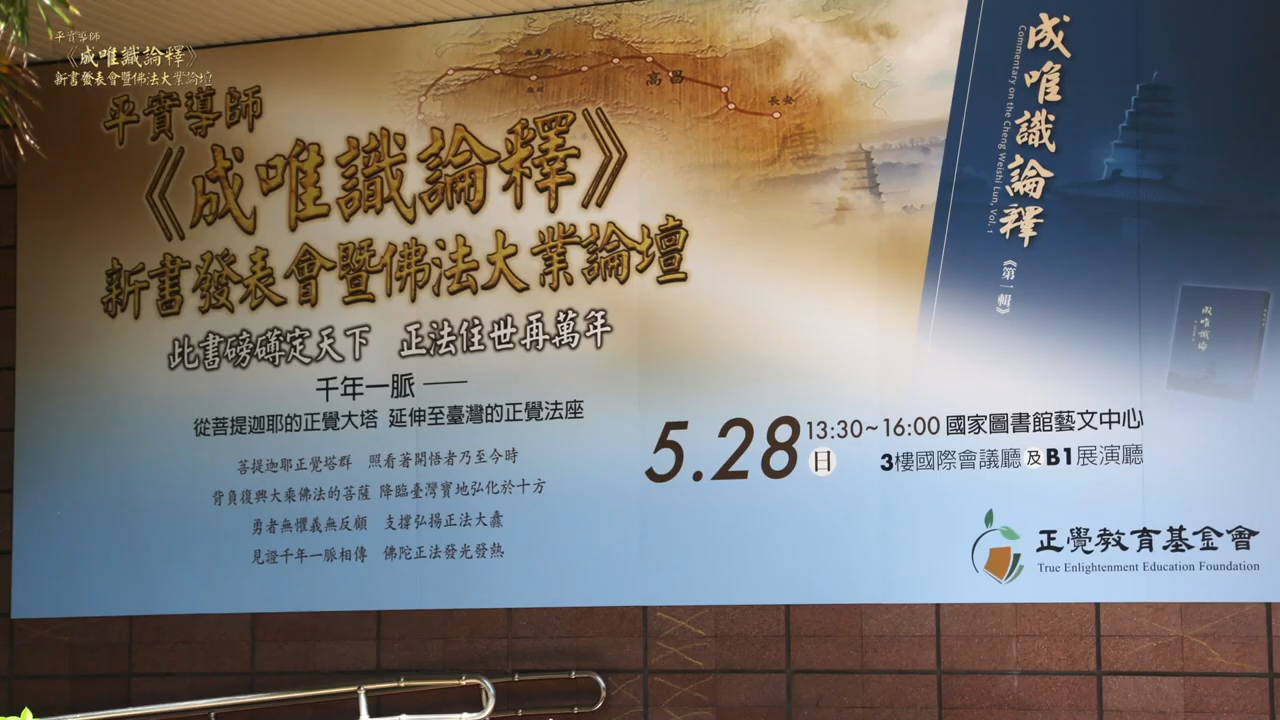 平實導師
《成唯識論釋》
新書發表會暨佛法大業論壇
平實導師
《成唯識論釋》
新書發表會暨佛法大業論壇
此書磅礡定天下 正法住世再萬年
千年一脈 ——
從菩提迦耶的正覺大塔 延伸至臺灣的正覺法座
菩提迦耶正覺塔群 照看著開悟者乃至今時
背負復興大乘佛法的菩薩 降臨臺灣寶地弘化於十方
勇者無懼義無反顧 支撐弘揚正法大纛
見證千年一脈相傳 佛陀正法發光發熱
高昌
長安
成唯識論釋
《第一輯》
Commentary on the Cheng Weishi Lun, Vol. 1
成唯識論
5.28 日 13:30~16:00 國家圖書館藝文中心
3樓國際會議廳及B1展演廳
正覺教育基金會
True Enlightenment Education Foundation